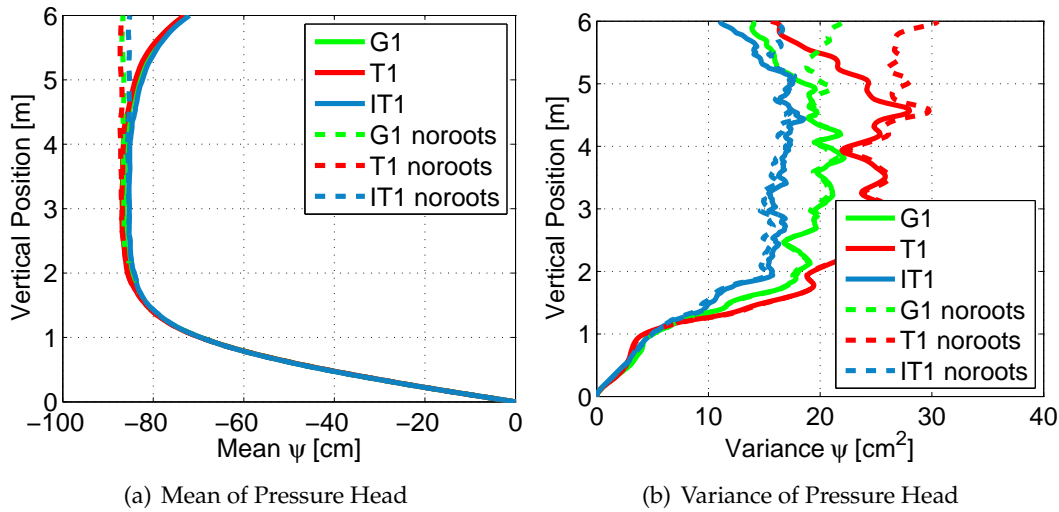 6
5
4
3
2
1
0
Vertical Position [m]
−100
−80
−60
−40
−20
0
Mean ψ [cm]
G1
T1
IT1
G1 noroots
T1 noroots
IT1 noroots
(a) Mean of Pressure Head
6
5
4
3
2
1
0
Vertical Position [m]
0
10
20
30
40
Variance ψ [cm²]
G1
T1
IT1
G1 noroots
T1 noroots
IT1 noroots
(b) Variance of Pressure Head